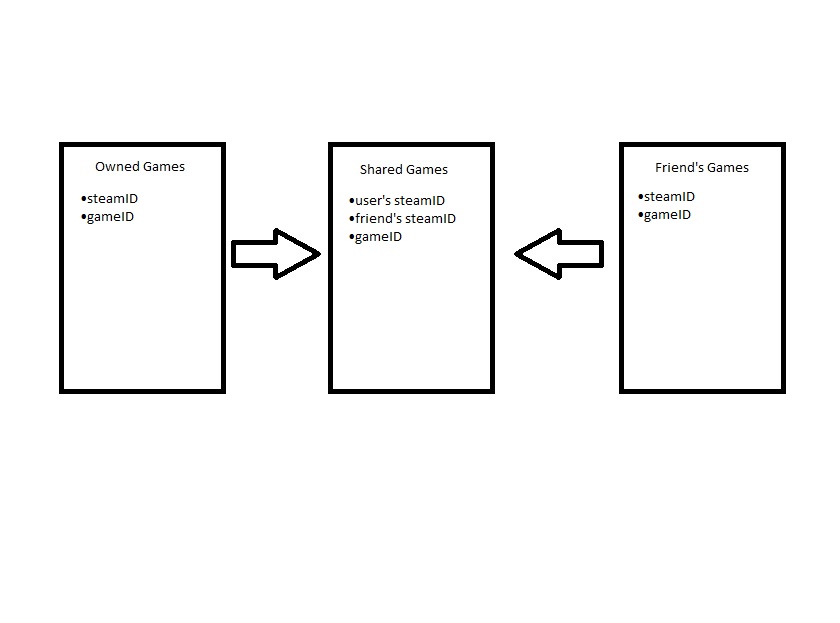 Owned Games
•steamID
•gameID
Shared Games
•user's steamID
•friend's steamID
•gameID
Friend's Games
•steamID
•gameID